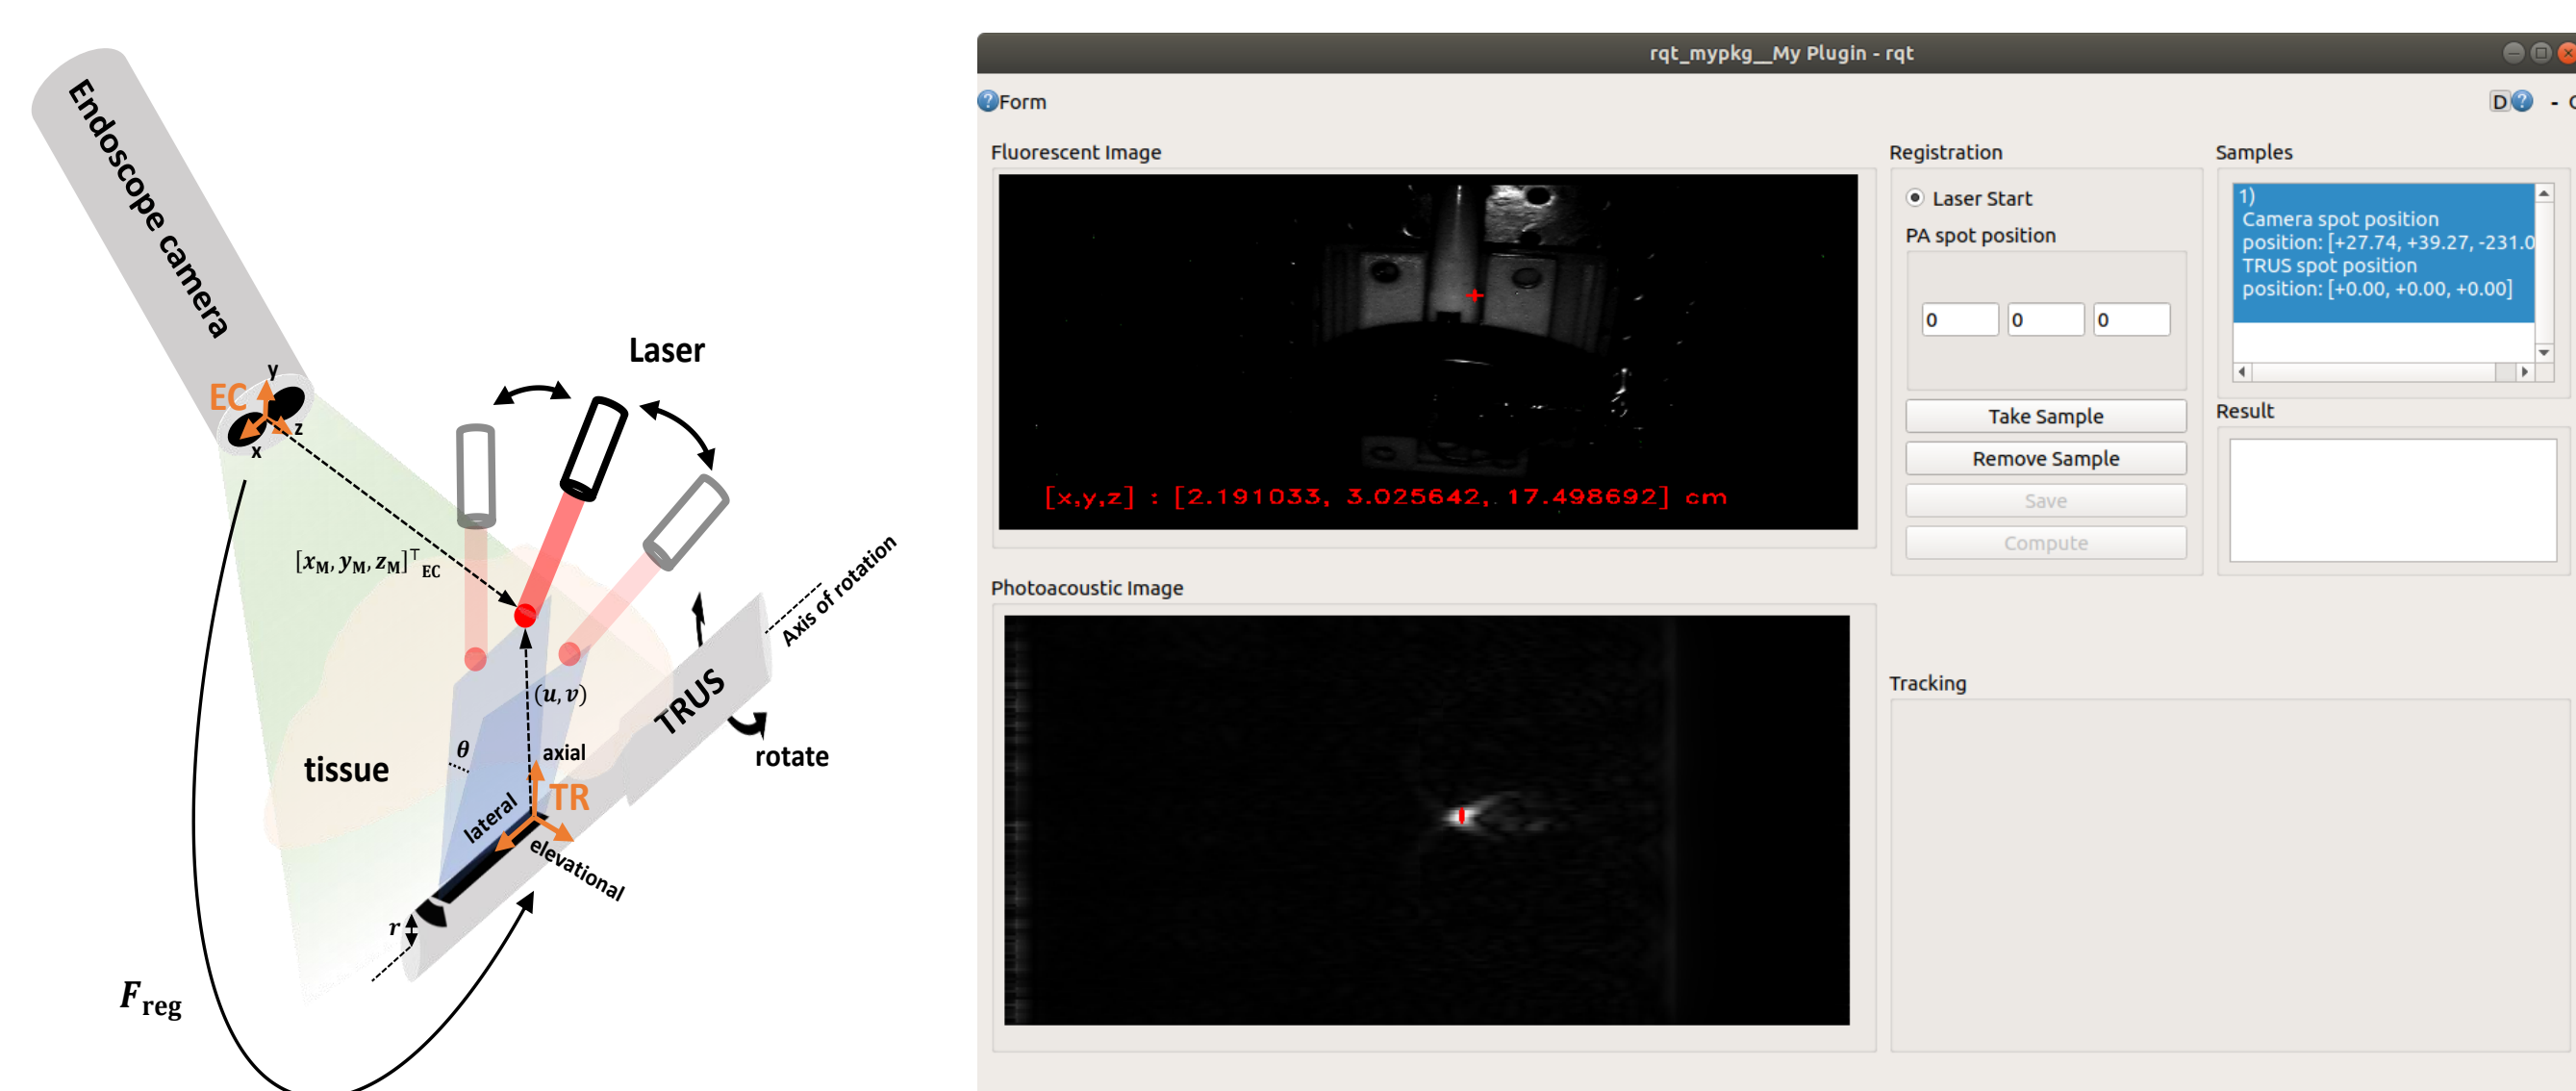 Endoscope camera
EC
y
z
x
Laser
[x_M, y_M, z_M]^⊤_EC
Axis of rotation
(u, v)
TRUS
rotate
θ
axial
tissue
TR
lateral
elevational
r
F_reg
rqt_mypkg__My Plugin - rqt
Form
D
-
Fluorescent Image
[x,y,z] : [2.191033, 3.025642, 17.498692] cm
Photoacoustic Image
Registration
Laser Start
PA spot position
0 0 0
Take Sample
Remove Sample
Save
Compute
Samples
1)
Camera spot position
position: [+27.74, +39.27, -231.0
TRUS spot position
position: [+0.00, +0.00, +0.00]
Result
Tracking